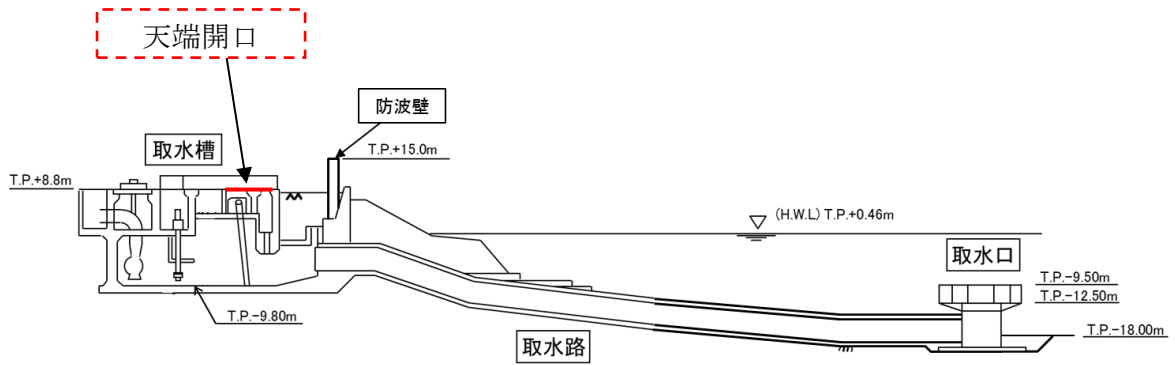 天端開口
防波壁
取水槽
T.P.+15.0m
T.P.+8.8m
(H.W.L) T.P.+0.46m
取水口
T.P.-9.50m
T.P.-12.50m
T.P.-9.80m
T.P.-18.00m
取水路